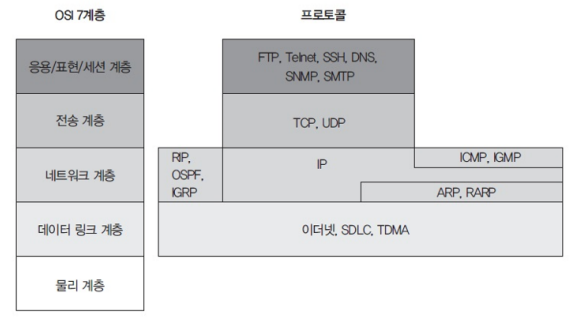 OSI 7계층
프로토콜
응용/표현/세션 계층
FTP, Telnet, SSH, DNS,
SNMP, SMTP
전송 계층
TCP, UDP
네트워크 계층
RIP,
OSPF,
IGRP
IP
ICMP, IGMP
ARP, RARP
데이터 링크 계층
이더넷, SDLC, TDMA
물리 계층